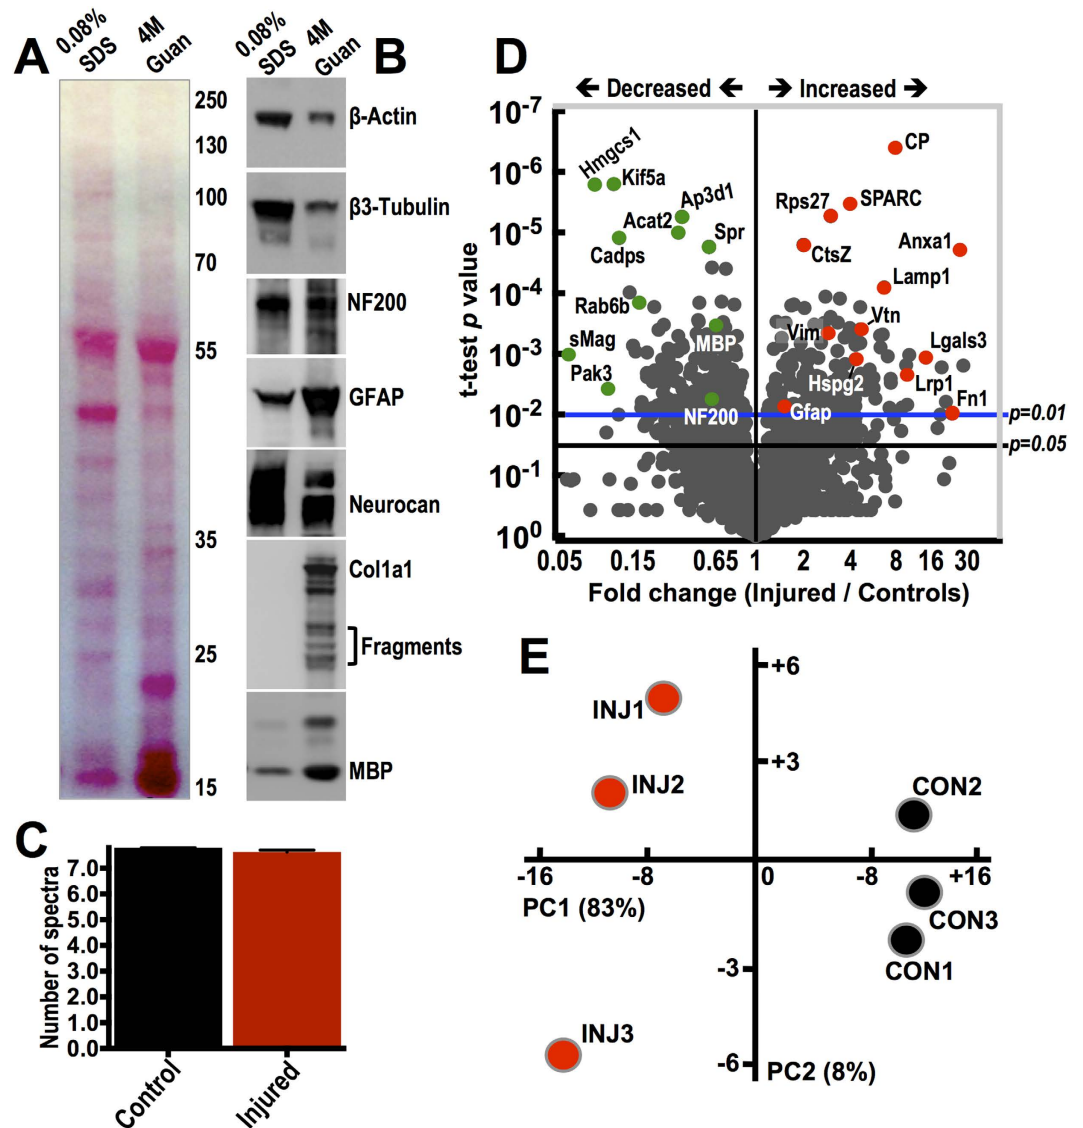 A
0.08%
SDS
4M
Guan
250
130
100
70
55
35
25
15
0.08%
SDS
4M
Guan
B
β-Actin
β3-Tubulin
NF200
GFAP
Neurocan
Col1a1
Fragments
MBP
C
Number of spectra
7.0
6.0
5.0
4.0
3.0
2.0
1.0
0.0
Control
Injured
D
← Decreased ←
→ Increased →
t-test p value
10-7
10-6
10-5
10-4
10-3
10-2
10-1
100
Hmgcs1
Kif5a
Ap3d1
Acat2
Cadps
Spr
Rab6b
sMag
MBP
Pak3
NF200
CP
Rps27
SPARC
CtsZ
Anxa1
Lamp1
Vim
Vtn
Lgals3
Hspg2
Lrp1
Gfap
Fn1
p=0.01
p=0.05
0.05 0.15 0.65 1 2 4 8 16 30
Fold change (Injured / Controls)
E
+6
+3
-3
-6
INJ1
INJ2
INJ3
CON2
CON3
CON1
-16 -8 0 -8 +16
PC1 (83%)
PC2 (8%)